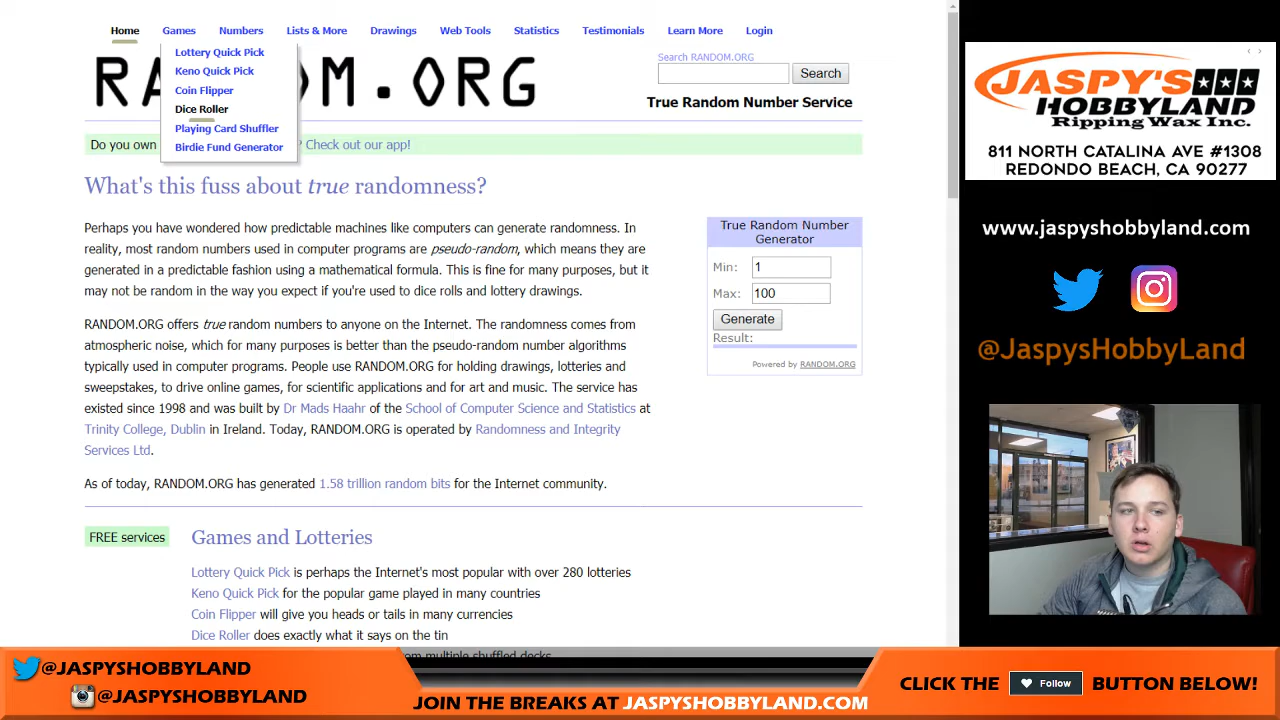 Home Games Numbers Lists & More Drawings Web Tools Statistics Testimonials Learn More Login
Lottery Quick Pick
Keno Quick Pick
Coin Flipper
Dice Roller
Playing Card Shuffler
Birdie Fund Generator
Search RANDOM.ORG
Search
True Random Number Service
Do you own ? Check out our app!
What's this fuss about true randomness?
Perhaps you have wondered how predictable machines like computers can generate randomness. In
reality, most random numbers used in computer programs are pseudo-random, which means they are
generated in a predictable fashion using a mathematical formula. This is fine for many purposes, but it
may not be random in the way you expect if you're used to dice rolls and lottery drawings.
RANDOM.ORG offers true random numbers to anyone on the Internet. The randomness comes from
atmospheric noise, which for many purposes is better than the pseudo-random number algorithms
typically used in computer programs. People use RANDOM.ORG for holding drawings, lotteries and
sweepstakes, to drive online games, for scientific applications and for art and music. The service has
existed since 1998 and was built by Dr Mads Haahr of the School of Computer Science and Statistics at
Trinity College, Dublin in Ireland. Today, RANDOM.ORG is operated by Randomness and Integrity
Services Ltd.
As of today, RANDOM.ORG has generated 1.58 trillion random bits for the Internet community.
True Random Number
Generator
Min: 1
Max: 100
Generate
Result:
Powered by RANDOM.ORG
FREE services
Games and Lotteries
Lottery Quick Pick is perhaps the Internet's most popular with over 280 lotteries
Keno Quick Pick for the popular game played in many countries
Coin Flipper will give you heads or tails in many currencies
Dice Roller does exactly what it says on the tin
JASPY'S
HOBBYLAND
Ripping Wax Inc.
811 NORTH CATALINA AVE #1308
REDONDO BEACH, CA 90277
www.jaspyshobbyland.com
@JaspysHobbyLand
@JASPYSHOBBYLAND
@JASPYSHOBBYLAND
JOIN THE BREAKS AT JASPYSHOBBYLAND.COM
CLICK THE Follow BUTTON BELOW!